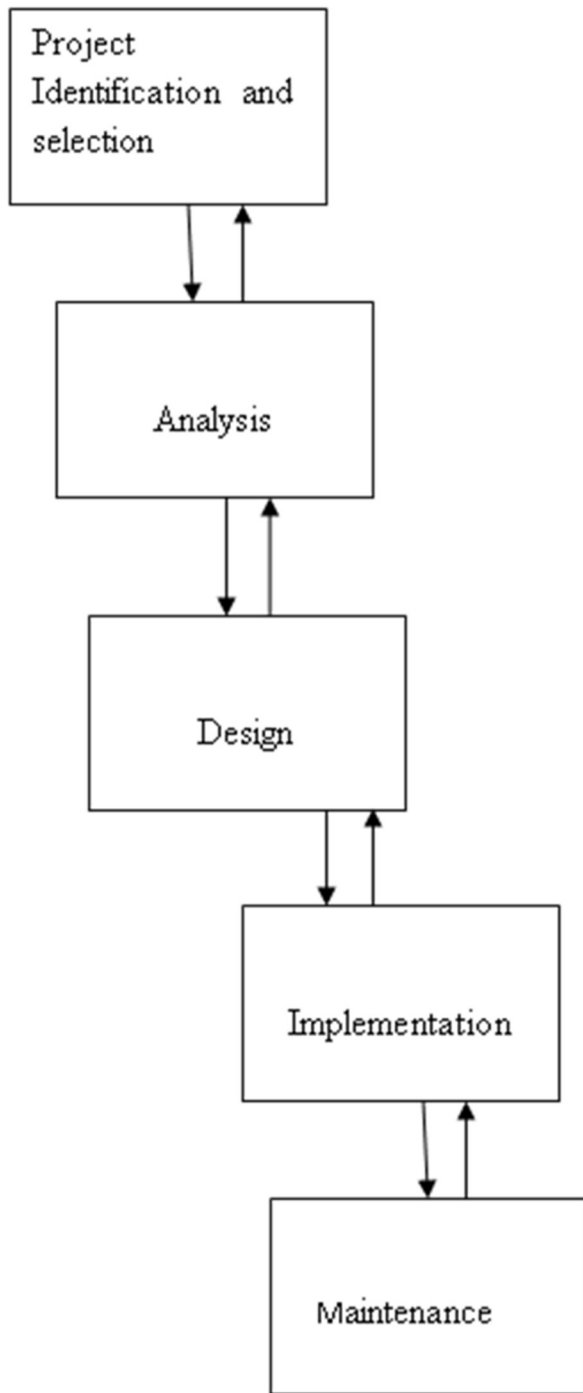 Project
Identification and
selection
Analysis
Design
Implementation
Maintenance